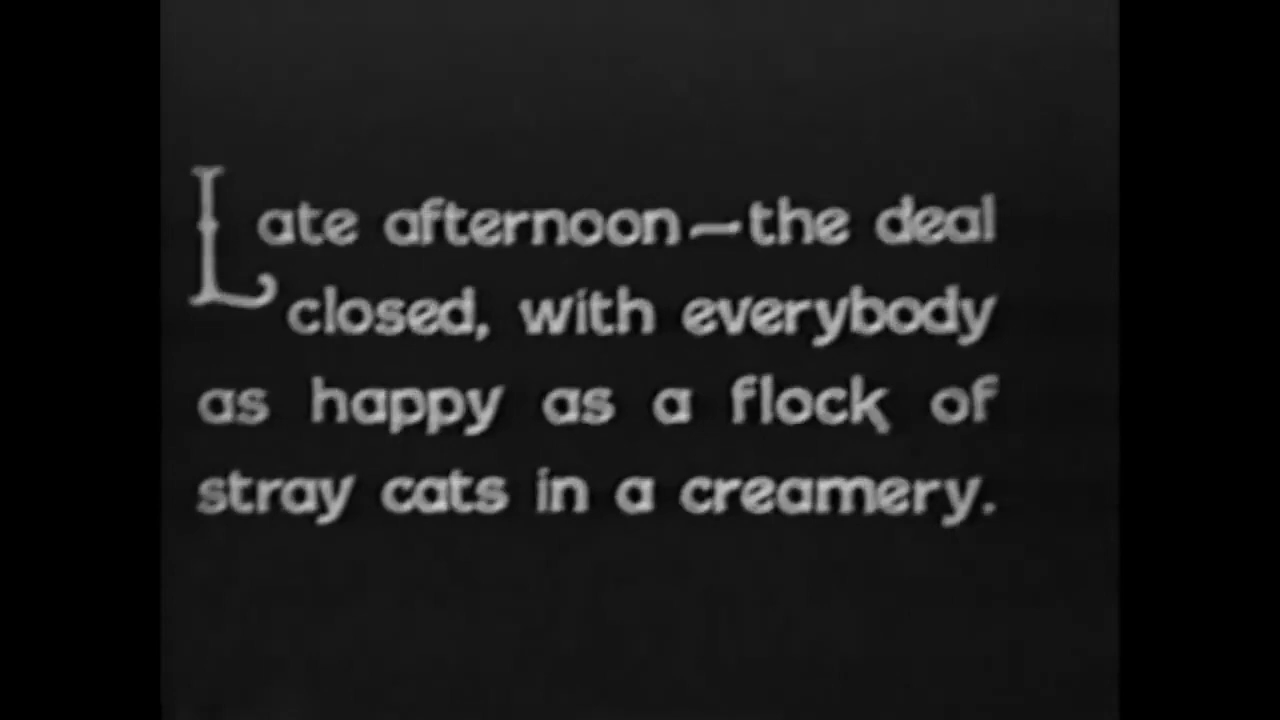 Late afternoon—the deal
closed, with everybody
as happy as a flock of
stray cats in a creamery.